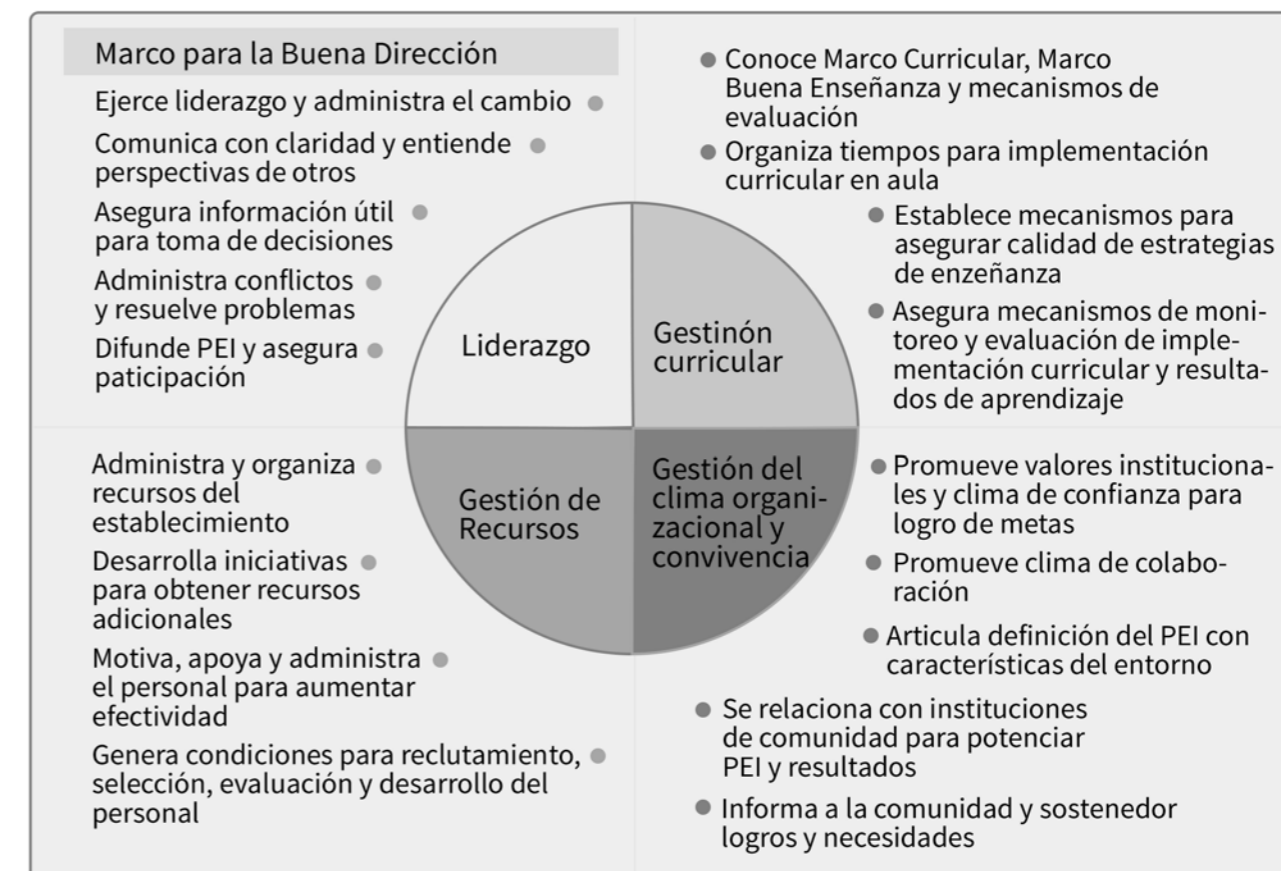 Marco para la Buena Dirección
Ejerce liderazgo y administra el cambio
Comunica con claridad y entiende
perspectivas de otros
Asegura información útil
para toma de decisiones
Administra conflictos
y resuelve problemas
Difunde PEI y asegura
paticipación
Liderazgo
Conoce Marco Curricular, Marco
Buena Enseñanza y mecanismos de
evaluación
Organiza tiempos para implementación
curricular en aula
Establece mecanismos para
asegurar calidad de estrategias
de enzeñanza
Asegura mecanismos de moni-
toreo y evaluación de imple-
mentación curricular y resulta-
dos de aprendizaje
Gestinón
curricular
Administra y organiza
recursos del
establecimiento
Desarrolla iniciativas
para obtener recursos
adicionales
Motiva, apoya y administra
el personal para aumentar
efectividad
Genera condiciones para reclutamiento,
selección, evaluación y desarrollo del
personal
Gestión de
Recursos
Gestión del
clima organi-
zacional y
convivencia
Promueve valores instituciona-
les y clima de confianza para
logro de metas
Promueve clima de colabo-
ración
Articula definición del PEI con
características del entorno
Se relaciona con instituciones
de comunidad para potenciar
PEI y resultados
Informa a la comunidad y sostenedor
logros y necesidades